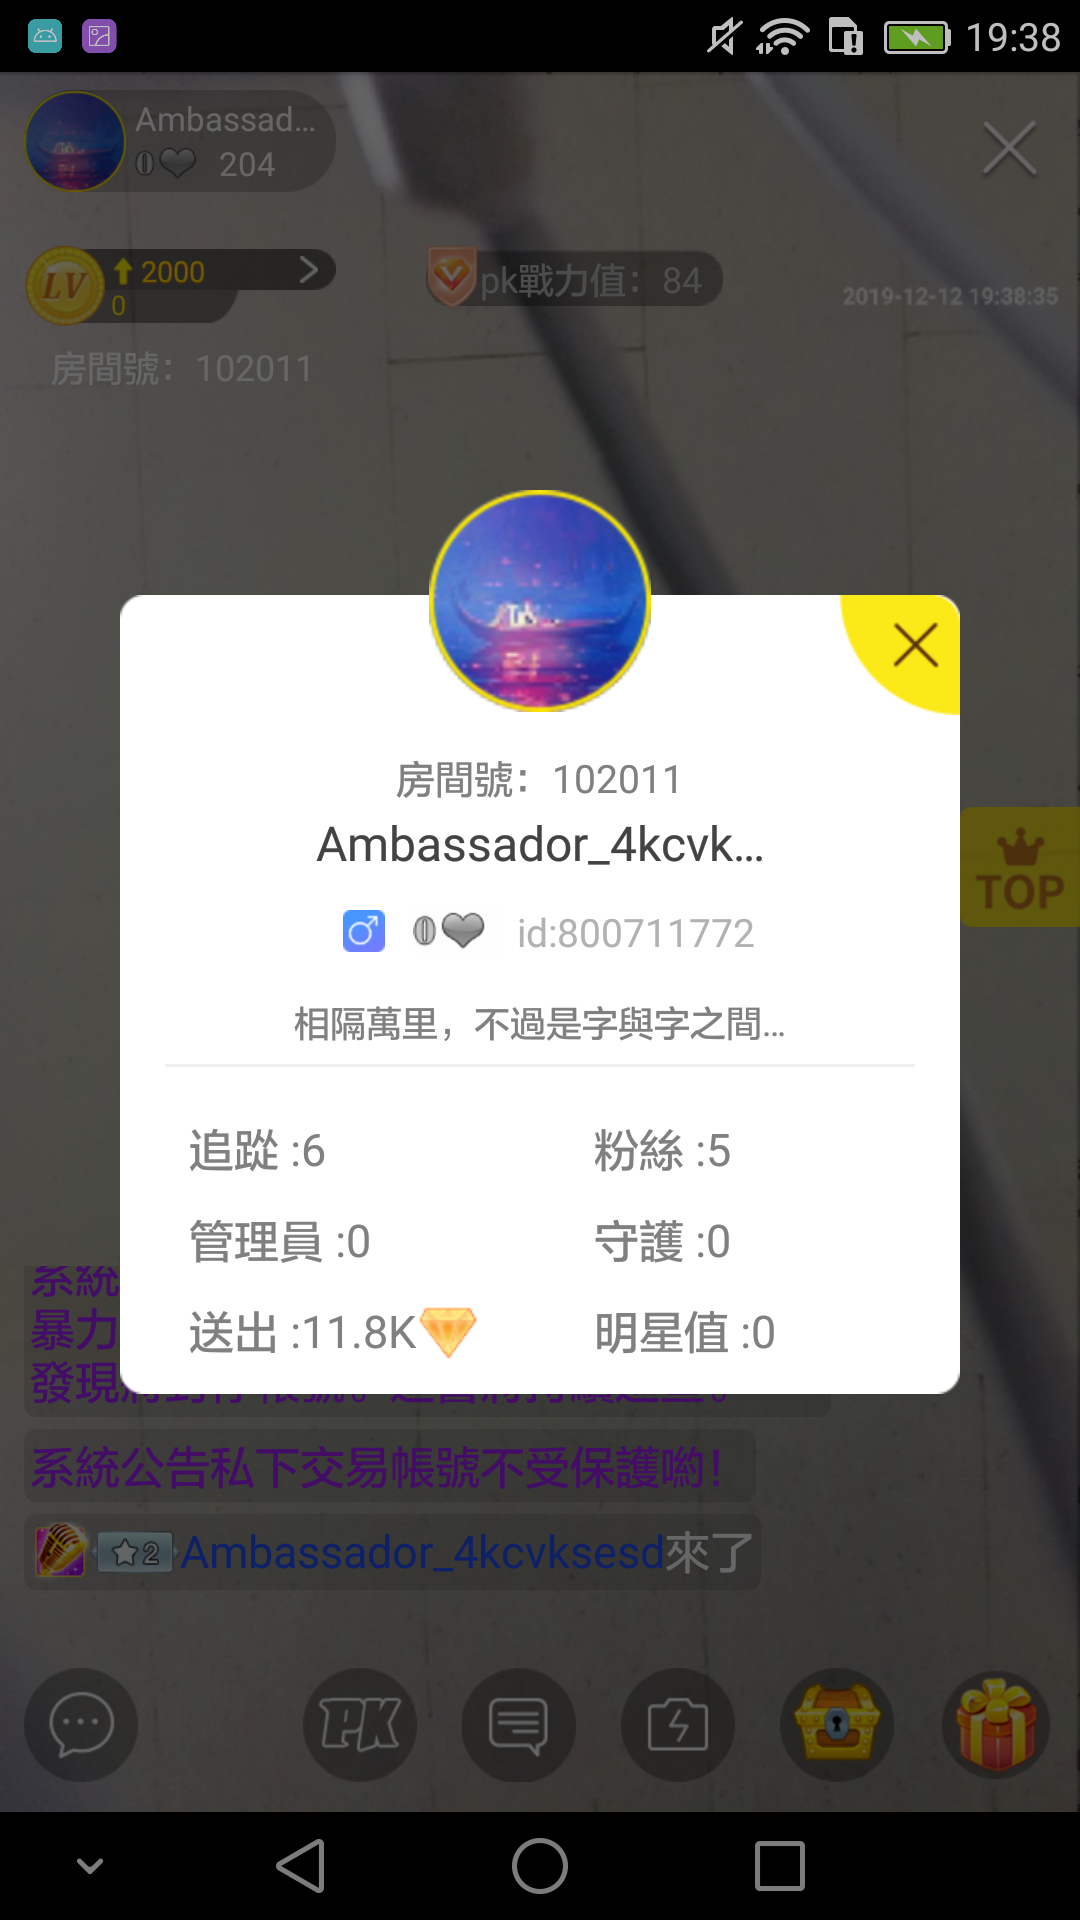 19:38
Ambassad...
0 204
LV 2000
0
pk戰力值：84
2019-12-12 19:38:35
房間號：102011
房間號：102011
Ambassador_4kcvk...
0 id:800711772
TOP
相隔萬里，不過是字與字之間...
追蹤 :6
粉絲 :5
管理員 :0
守護 :0
送出 :11.8K
明星值 :0
系統
暴力
發現
系統公告私下交易帳號不受保護喲！
2 Ambassador_4kcvksesd來了
PK